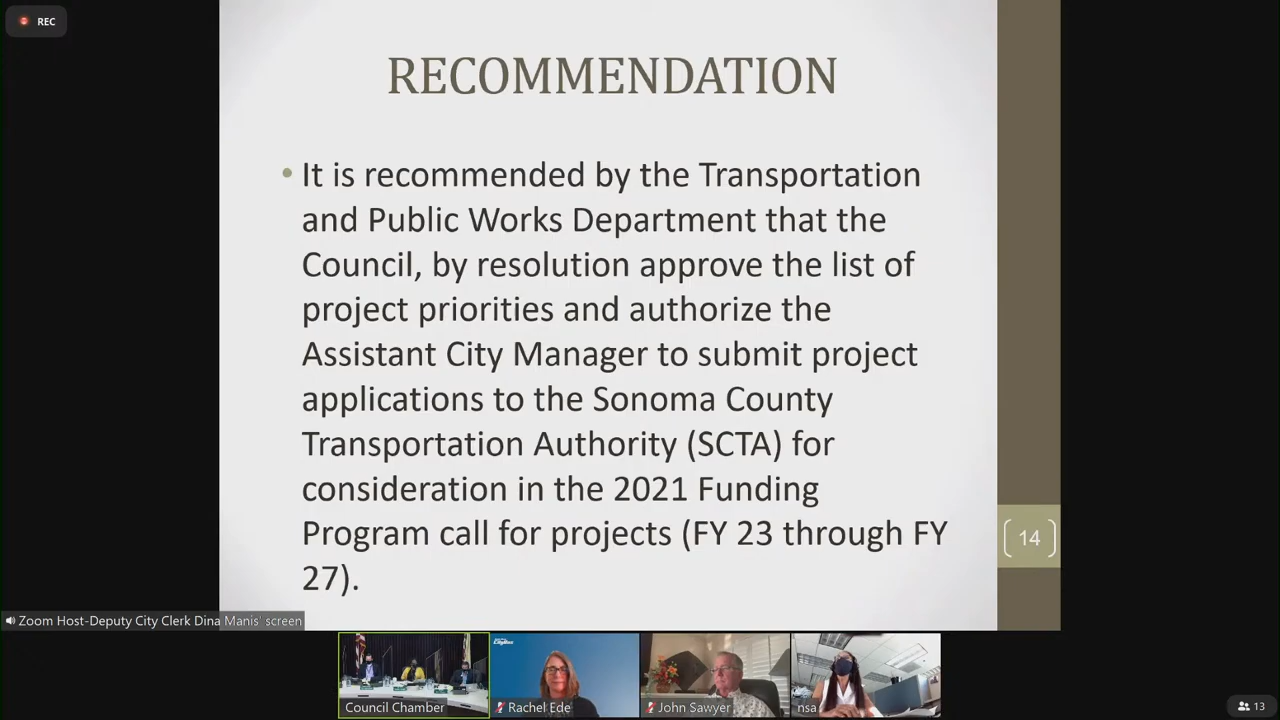 REC
RECOMMENDATION
• It is recommended by the Transportation
and Public Works Department that the
Council, by resolution approve the list of
project priorities and authorize the
Assistant City Manager to submit project
applications to the Sonoma County
Transportation Authority (SCTA) for
consideration in the 2021 Funding
Program call for projects (FY 23 through FY
27).
14
Zoom Host-Deputy City Clerk Dina Manis' screen
Council Chamber
Rachel Ede
John Sawyer
nsa
13